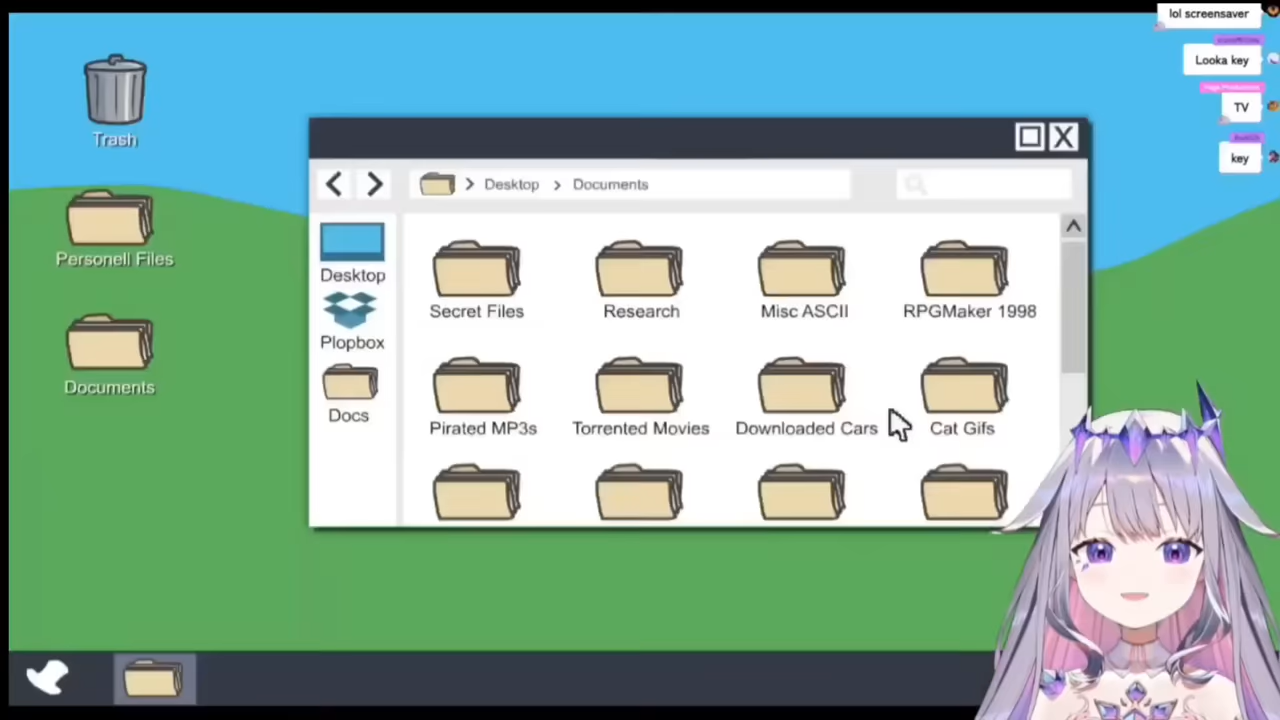 lol screensaver
Looka key
TV
key
Trash
Personell Files
Documents
X
Desktop
Documents
Desktop
Plopbox
Docs
Secret Files
Research
Misc ASCII
RPGMaker 1998
Pirated MP3s
Torrented Movies
Downloaded Cars
Cat Gifs